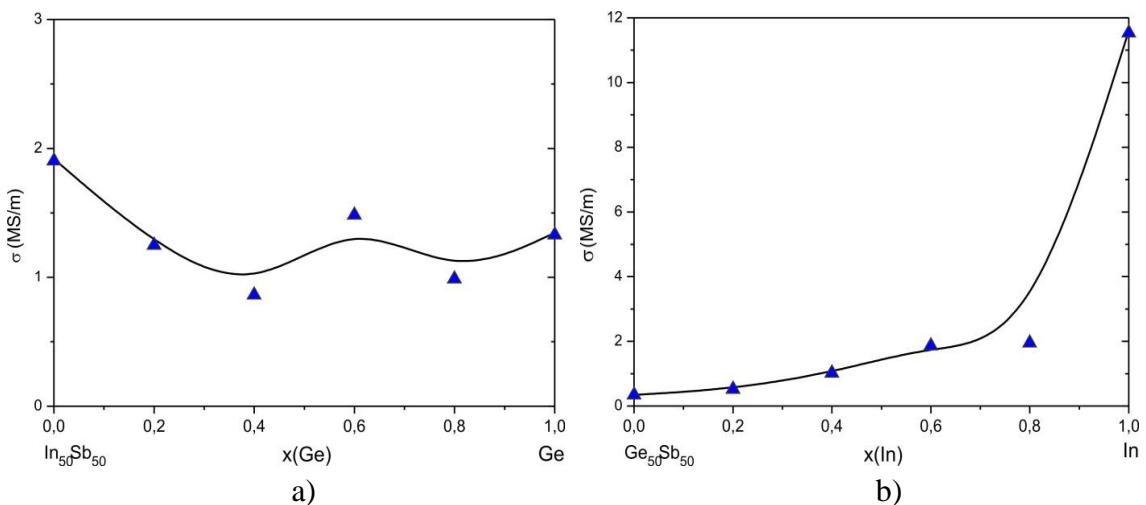 3
2
1
0
σ (MS/m)
0,0 0,2 0,4 0,6 0,8 1,0
In₅₀Sb₅₀ x(Ge) Ge
a)
12
10
8
6
4
2
0
σ(MS/m)
0,0 0,2 0,4 0,6 0,8 1,0
Ge₅₀Sb₅₀ x(In) In
b)